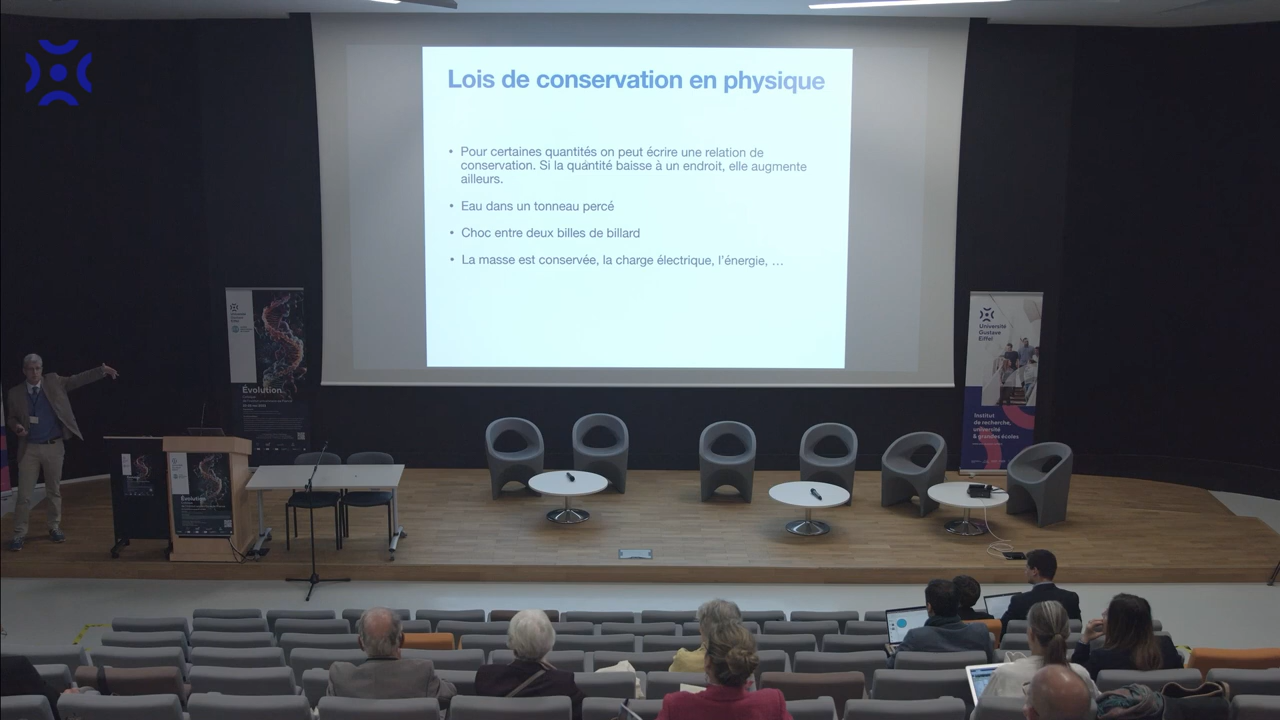 Lois de conservation en physique
• Pour certaines quantités on peut écrire une relation de
conservation. Si la quantité baisse à un endroit, elle augmente
ailleurs.
• Eau dans un tonneau percé
• Choc entre deux billes de billard
• La masse est conservée, la charge électrique, l'énergie, …
Évolution
Évolution
Université
Gustave
Eiffel
Institut
de recherche,
université
& grandes écoles